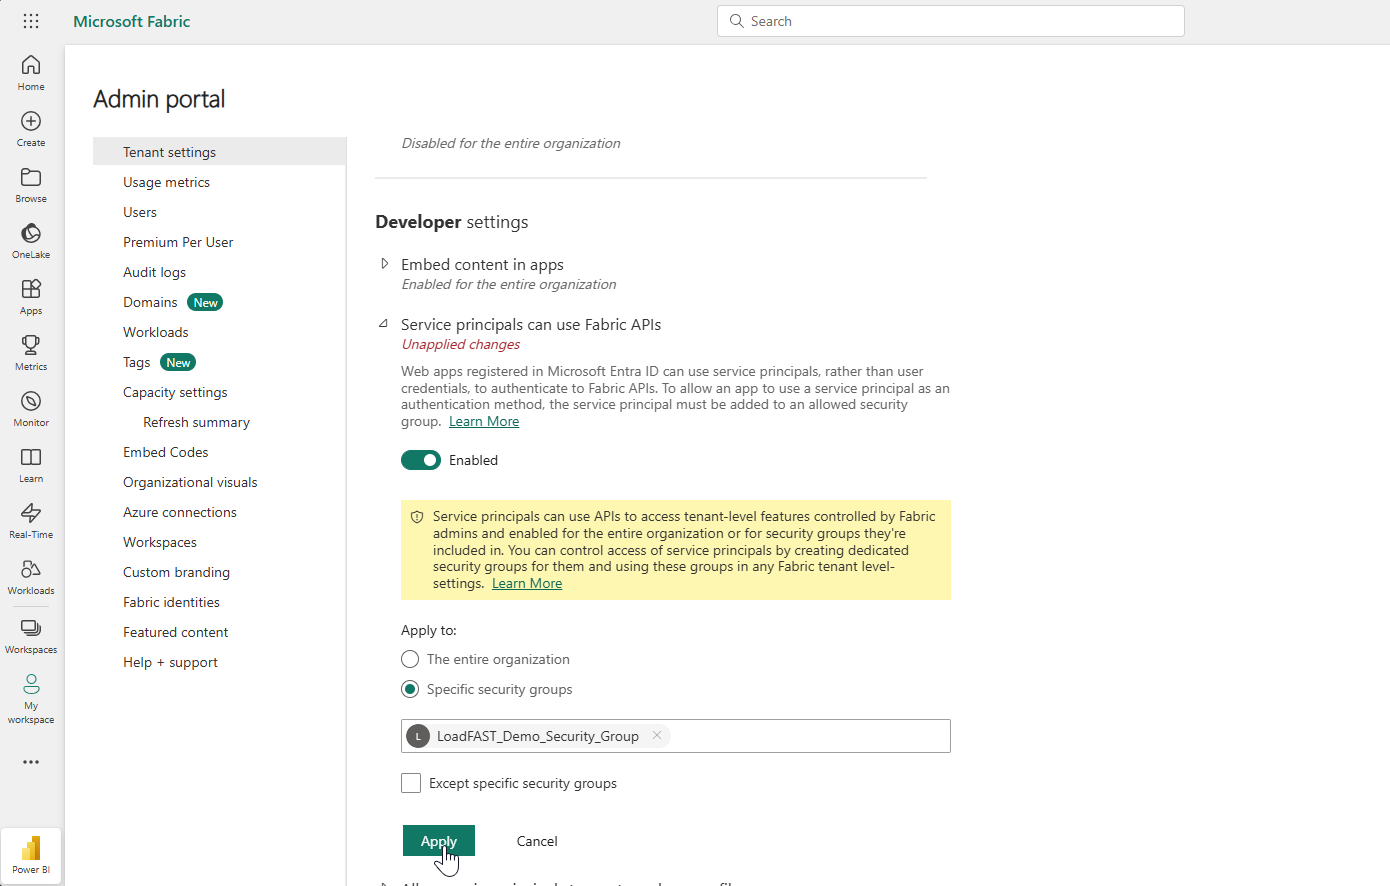 Microsoft Fabric
Search
Home
Create
Browse
OneLake
Apps
Metrics
Monitor
Learn
Real-Time
Workloads
Workspaces
My
workspace
Power BI
Admin portal
Tenant settings
Usage metrics
Users
Premium Per User
Audit logs
Domains New
Workloads
Tags New
Capacity settings
Refresh summary
Embed Codes
Organizational visuals
Azure connections
Workspaces
Custom branding
Fabric identities
Featured content
Help + support
Disabled for the entire organization
Developer settings
Embed content in apps
Enabled for the entire organization
Service principals can use Fabric APIs
Unapplied changes
Web apps registered in Microsoft Entra ID can use service principals, rather than user
credentials, to authenticate to Fabric APIs. To allow an app to use a service principal as an
authentication method, the service principal must be added to an allowed security
group. Learn More
Enabled
Service principals can use APIs to access tenant-level features controlled by Fabric
admins and enabled for the entire organization or for security groups they're
included in. You can control access of service principals by creating dedicated
security groups for them and using these groups in any Fabric tenant level-
settings. Learn More
Apply to:
The entire organization
Specific security groups
L LoadFAST_Demo_Security_Group
Except specific security groups
Apply Cancel